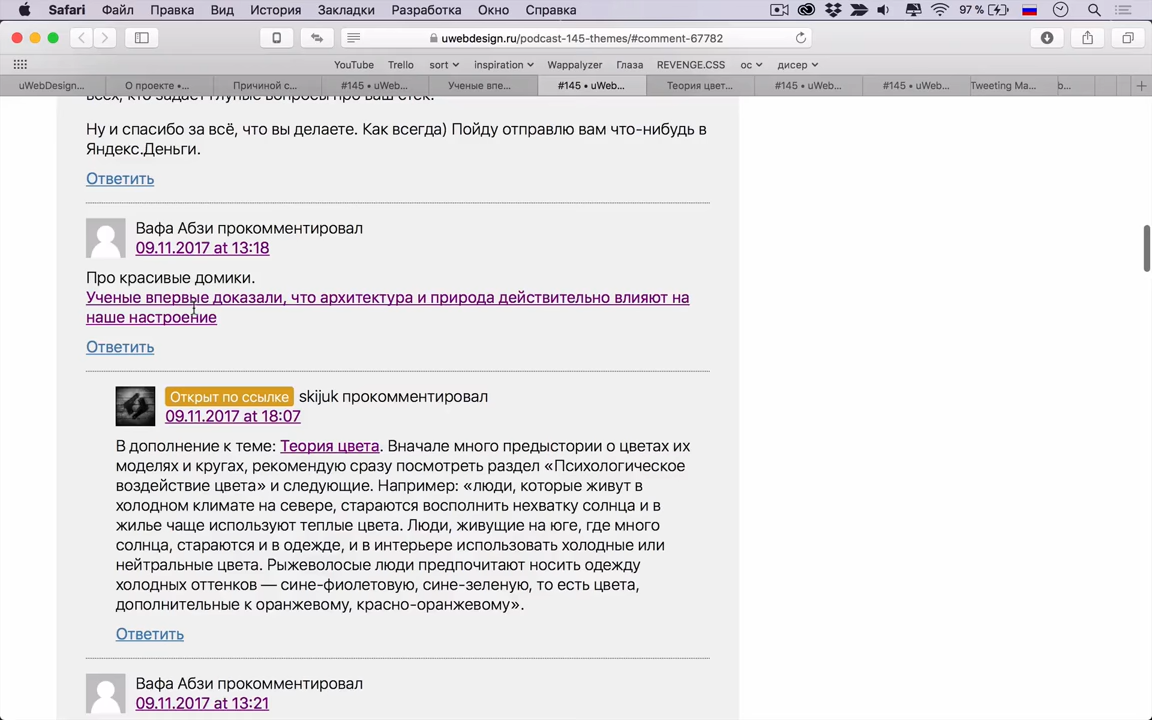 Safari Файл Правка Вид История Закладки Разработка Окно Справка 97 %
uwebdesign.ru/podcast-145-themes/#comment-67782
YouTube Trello sort inspiration Wappalyzer Глаза REVENGE.CSS ос дисер
uWebDesign... О проекте •... Причиной с... #145 • uWeb... Ученые впе... #145 • uWeb... Теория цвет... #145 • uWeb... #145 • uWeb... Tweeting Ma... b...
всех, кто задаёт глупые вопросы про ваш стек.
Ну и спасибо за всё, что вы делаете. Как всегда) Пойду отправлю вам что-нибудь в
Яндекс.Деньги.
Ответить
Вафа Абзи прокомментировал
09.11.2017 at 13:18
Про красивые домики.
Ученые впервые доказали, что архитектура и природа действительно влияют на
наше настроение
Ответить
Открыт по ссылке skijuk прокомментировал
09.11.2017 at 18:07
В дополнение к теме: Теория цвета. Вначале много предыстории о цветах их
моделях и кругах, рекомендую сразу посмотреть раздел «Психологическое
воздействие цвета» и следующие. Например: «люди, которые живут в
холодном климате на севере, стараются восполнить нехватку солнца и в
жилье чаще используют теплые цвета. Люди, живущие на юге, где много
солнца, стараются и в одежде, и в интерьере использовать холодные или
нейтральные цвета. Рыжеволосые люди предпочитают носить одежду
холодных оттенков — сине-фиолетовую, сине-зеленую, то есть цвета,
дополнительные к оранжевому, красно-оранжевому».
Ответить
Вафа Абзи прокомментировал
09.11.2017 at 13:21